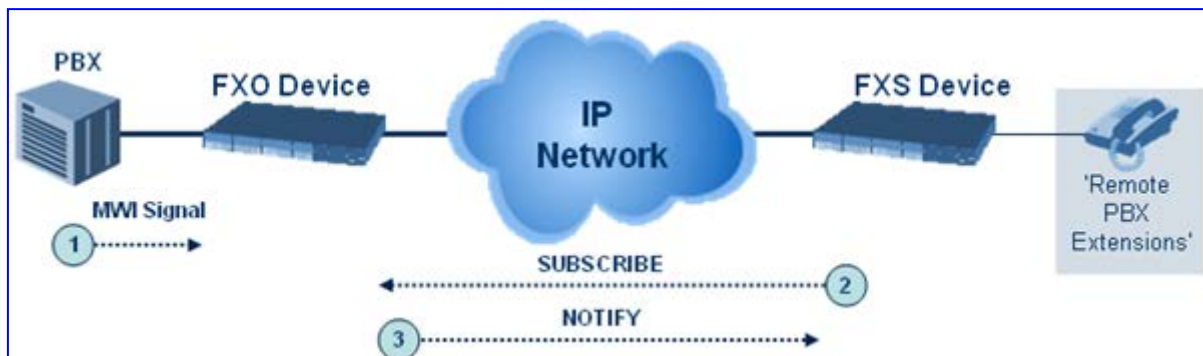 PBX
FXO Device
IP
Network
FXS Device
'Remote
PBX
Extensions'
MWI Signal
1
SUBSCRIBE
2
NOTIFY
3